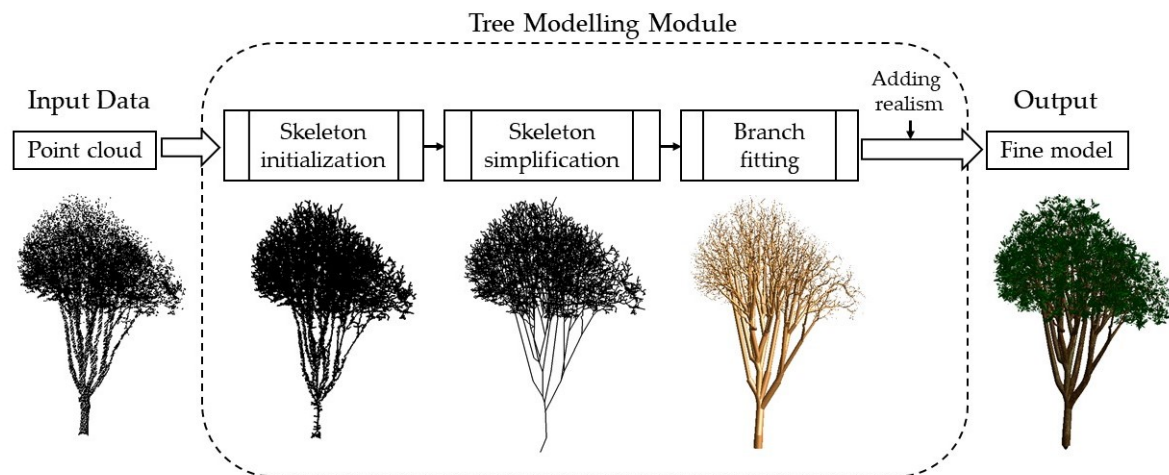 Tree Modelling Module
Input Data
Point cloud
Skeleton
initialization
Skeleton
simplification
Branch
fitting
Adding
realism
Output
Fine model